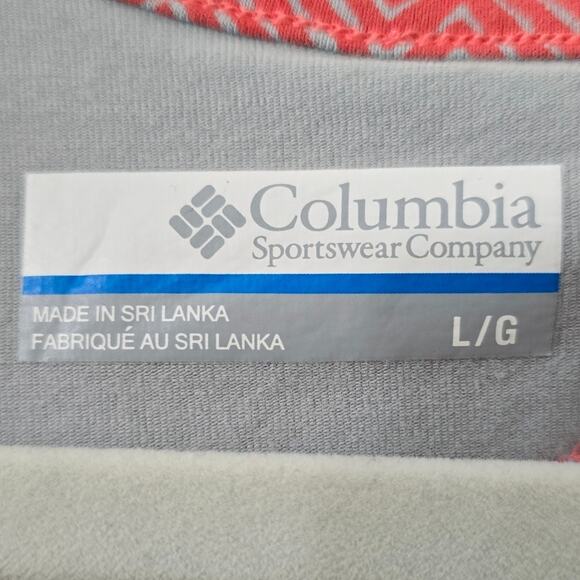 Columbia
Sportswear Company
MADE IN SRI LANKA
FABRIQUÉ AU SRI LANKA
L/G